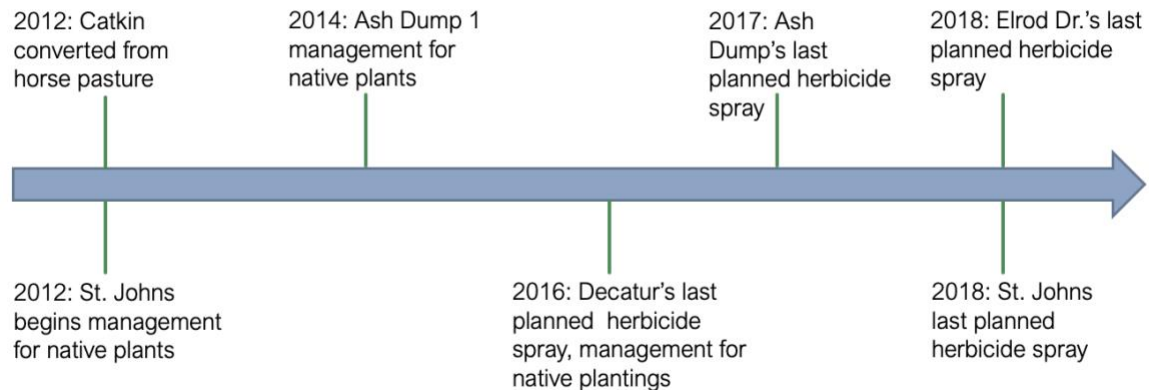 2012: Catkin
converted from
horse pasture
2014: Ash Dump 1
management for
native plants
2017: Ash
Dump's last
planned herbicide
spray
2018: Elrod Dr.'s last
planned herbicide
spray
2012: St. Johns
begins management
for native plants
2016: Decatur's last
planned herbicide
spray, management for
native plantings
2018: St. Johns
last planned
herbicide spray